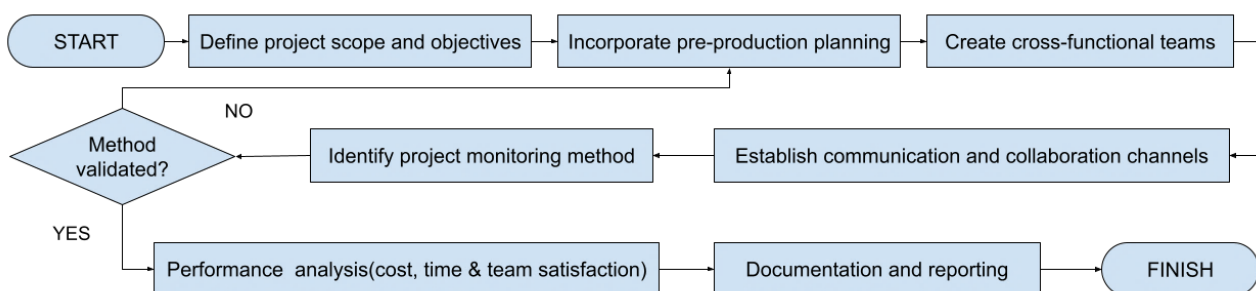 START
Define project scope and objectives
Incorporate pre-production planning
Create cross-functional teams
NO
Method
validated?
Identify project monitoring method
Establish communication and collaboration channels
YES
Performance  analysis(cost, time & team satisfaction)
Documentation and reporting
FINISH